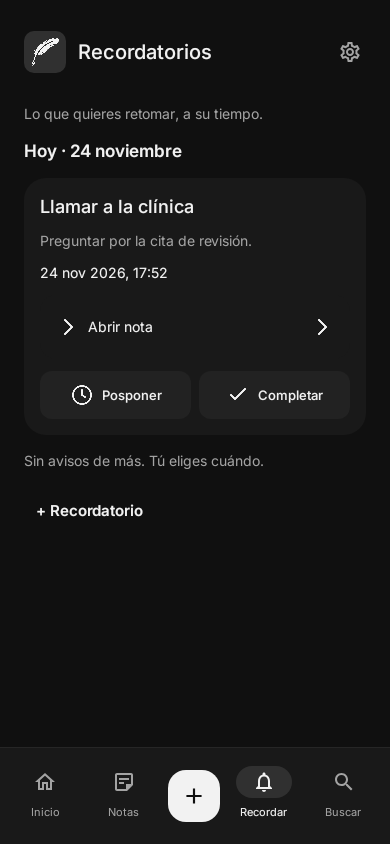 Recordatorios
Lo que quieres retomar, a su tiempo.
Hoy · 24 noviembre
Llamar a la clínica
Preguntar por la cita de revisión.
24 nov 2026, 17:52
Abrir nota
Posponer
Completar
Sin avisos de más. Tú eliges cuándo.
+ Recordatorio
Inicio
Notas
Recordar
Buscar